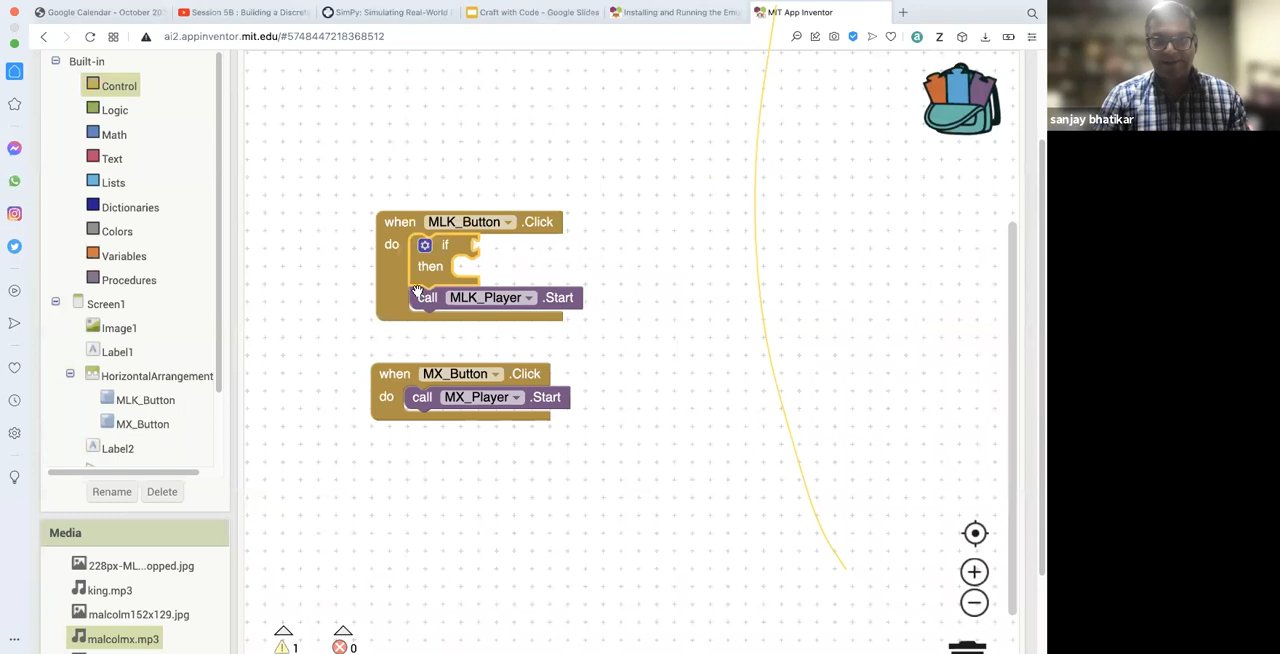 Google Calendar - October 202
Session 5B : Building a Discret
SimPy: Simulating Real-World
Craft with Code - Google Slides
Installing and Running the Emu
MIT App Inventor
ai2.appinventor.mit.edu/#5748447218368512
Built-in
Control
Logic
Math
Text
Lists
Dictionaries
Colors
Variables
Procedures
Screen1
Image1
Label1
HorizontalArrangement
MLK_Button
MX_Button
Label2
Rename Delete
Media
228px-ML...opped.jpg
king.mp3
malcolm152x129.jpg
malcolmx.mp3
when MLK_Button .Click
do if
then
call MLK_Player .Start
when MX_Button .Click
do call MX_Player .Start
1 0
sanjay bhatikar